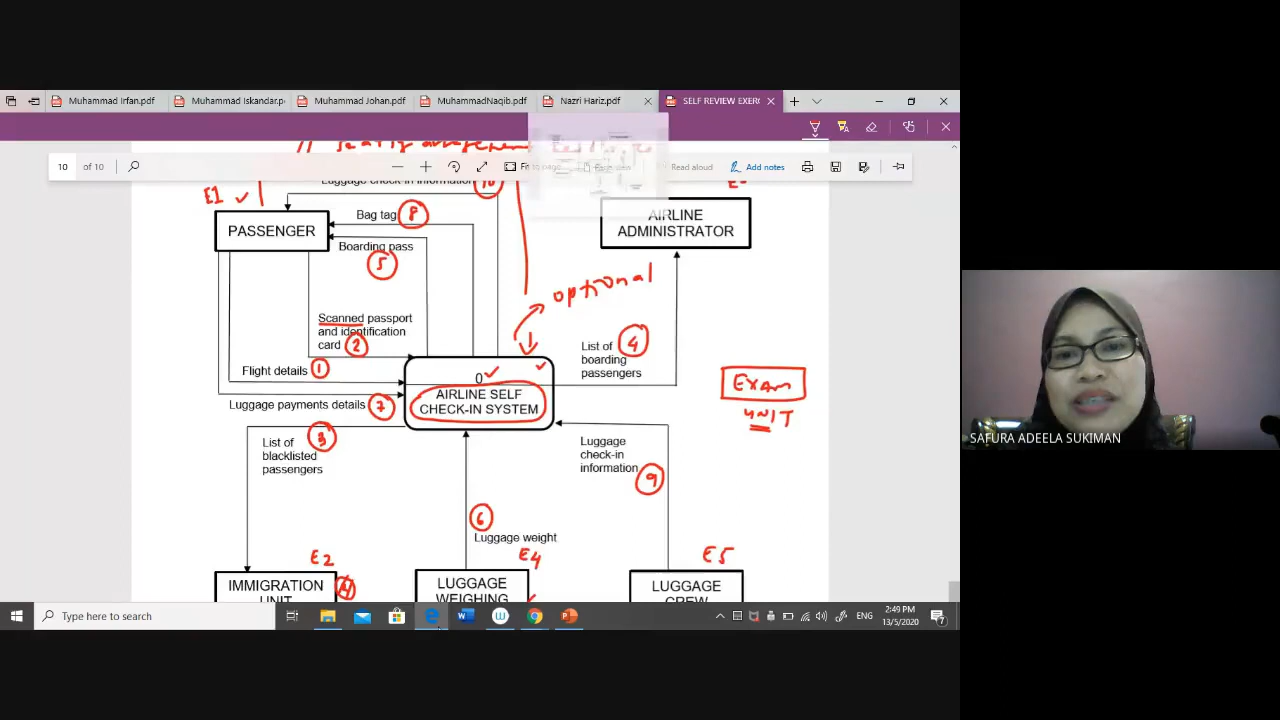 Muhammad Irfan.pdf
Muhammad Iskandar.p
Muhammad Johan.pdf
MuhammadNaqib.pdf
Nazri Hariz.pdf
SELF REVIEW EXER
10 of 10
Read aloud
Add notes
Luggage check-in information 10
E1
PASSENGER
Bag tag 8
Boarding pass
5
AIRLINE
ADMINISTRATOR
optional
Scanned passport
and identification
card 2
List of 4
boarding
passengers
Flight details 1
Luggage payments details 7
0
AIRLINE SELF
CHECK-IN SYSTEM
EXAM
UNIT
List of 3
blacklisted
passengers
Luggage
check-in
information 9
6
Luggage weight
E2
E4
E5
IMMIGRATION
UNIT
LUGGAGE
WEIGHING
LUGGAGE
CREW
SAFURA ADEELA SUKIMAN
Type here to search
ENG
2:49 PM
13/5/2020
7